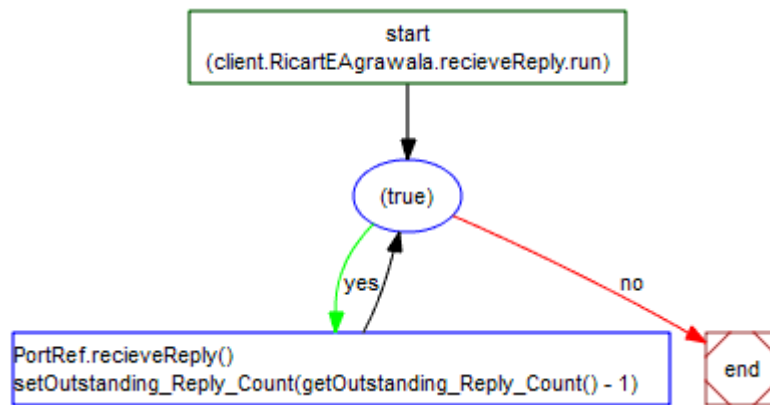 start
(client.RicartEAgrawala.recieveReply.run)
(true)
yes
no
PortRef.recieveReply()
setOutstanding_Reply_Count(getOutstanding_Reply_Count() - 1)
end